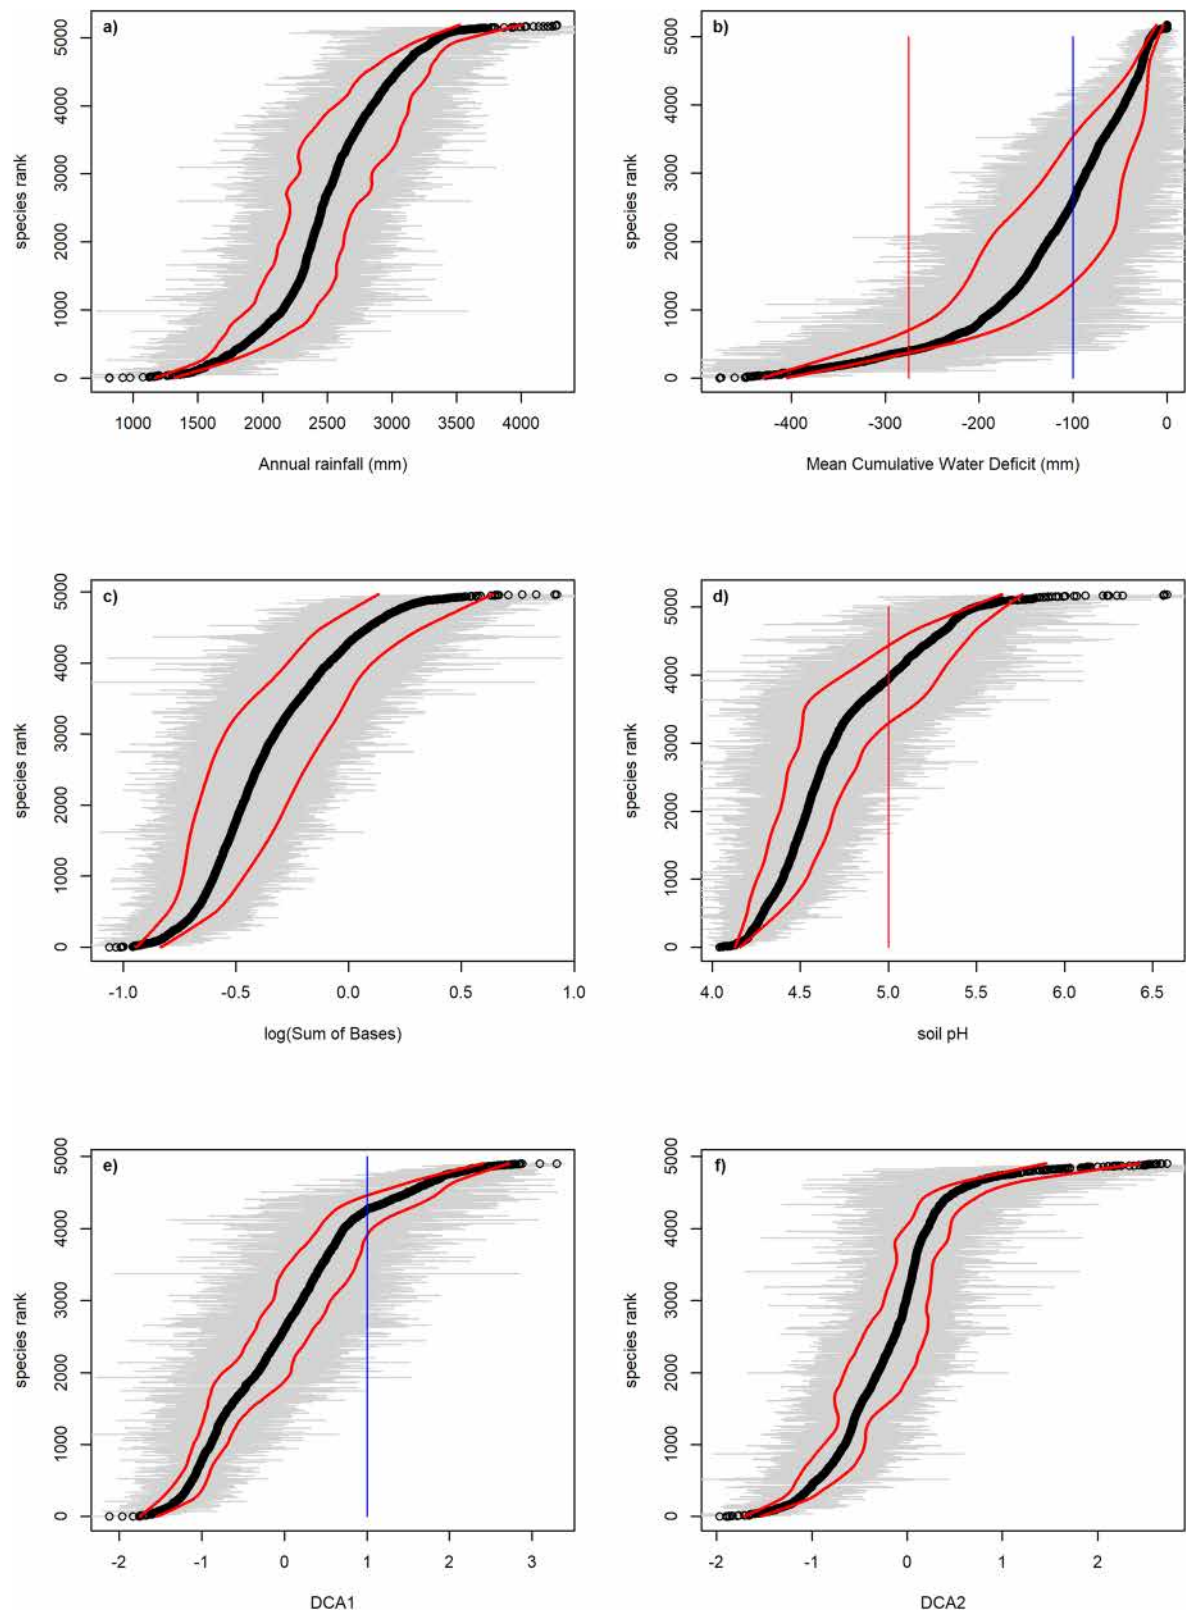 a)
5000
4000
3000
2000
1000
0
species rank
1000 1500 2000 2500 3000 3500 4000
Annual rainfall (mm)
b)
5000
4000
3000
2000
1000
0
species rank
-400 -300 -200 -100 0
Mean Cumulative Water Deficit (mm)
c)
5000
4000
3000
2000
1000
0
species rank
-1.0 -0.5 0.0 0.5 1.0
log(Sum of Bases)
d)
5000
4000
3000
2000
1000
0
species rank
4.0 4.5 5.0 5.5 6.0 6.5
soil pH
e)
5000
4000
3000
2000
1000
0
species rank
-2 -1 0 1 2 3
DCA1
f)
5000
4000
3000
2000
1000
0
species rank
-2 -1 0 1 2
DCA2